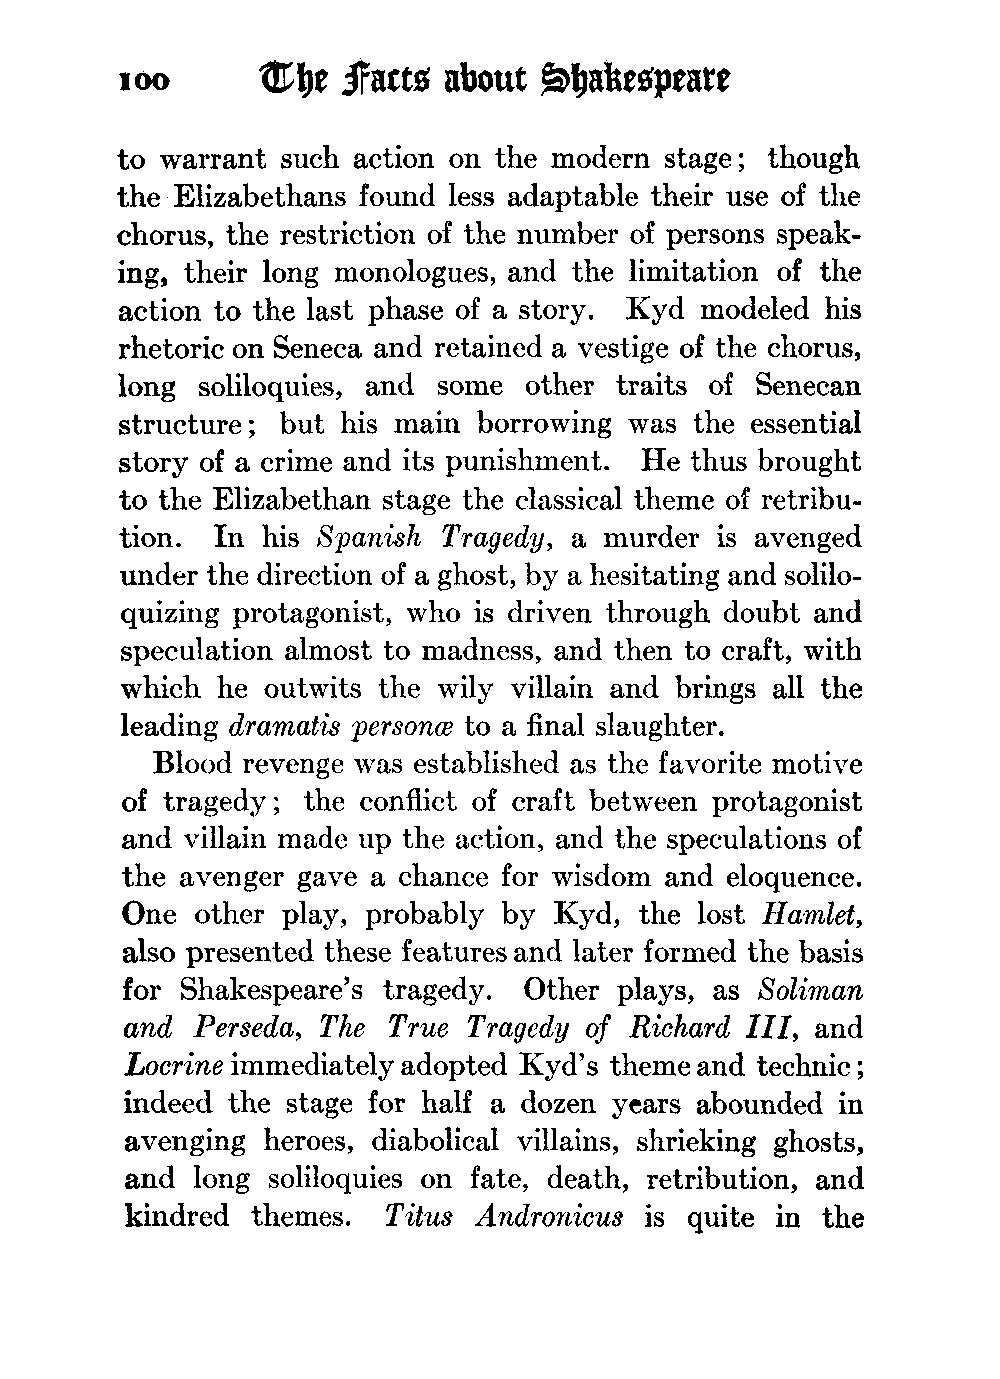 100 The Facts about Shakespeare
to warrant such action on the modern stage; though
the Elizabethans found less adaptable their use of the
chorus, the restriction of the number of persons speak-
ing, their long monologues, and the limitation of the
action to the last phase of a story. Kyd modeled his
rhetoric on Seneca and retained a vestige of the chorus,
long soliloquies, and some other traits of Senecan
structure; but his main borrowing was the essential
story of a crime and its punishment. He thus brought
to the Elizabethan stage the classical theme of retribu-
tion. In his Spanish Tragedy, a murder is avenged
under the direction of a ghost, by a hesitating and solilo-
quizing protagonist, who is driven through doubt and
speculation almost to madness, and then to craft, with
which he outwits the wily villain and brings all the
leading dramatis personœ to a final slaughter.
Blood revenge was established as the favorite motive
of tragedy; the conflict of craft between protagonist
and villain made up the action, and the speculations of
the avenger gave a chance for wisdom and eloquence.
One other play, probably by Kyd, the lost Hamlet,
also presented these features and later formed the basis
for Shakespeare's tragedy. Other plays, as Soliman
and Perseda, The True Tragedy of Richard III, and
Locrine immediately adopted Kyd's theme and technic;
indeed the stage for half a dozen years abounded in
avenging heroes, diabolical villains, shrieking ghosts,
and long soliloquies on fate, death, retribution, and
kindred themes. Titus Andronicus is quite in the